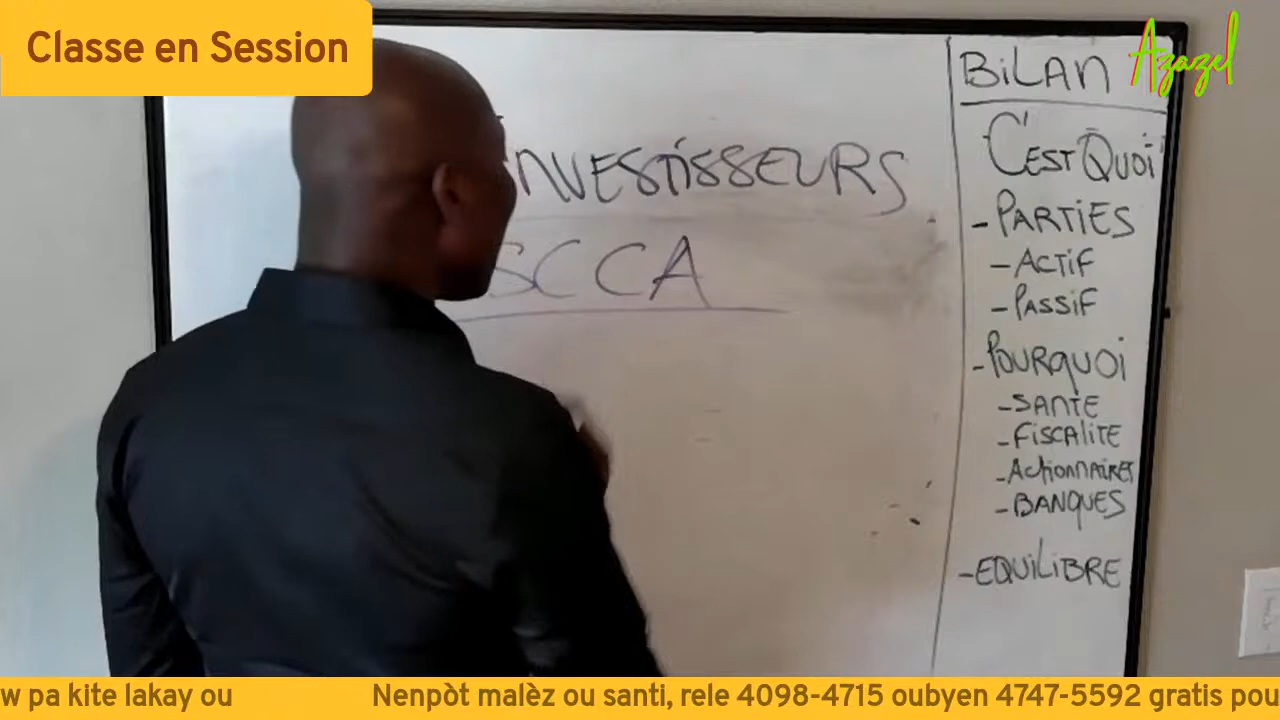 Classe en Session
Azazel
NVESTISSEURS
SCCA
BiLAN
C'EST QUOi
- PARTiES
- ACTiF
- PASSiF
- POURQUOi
- SANTE
- FiSCALiTE
- ActionnAiRES
- BANQUES
- EQUiLiBRE
w pa kite lakay ou
Nenpòt malèz ou santi, rele 4098-4715 oubyen 4747-5592 gratis pou